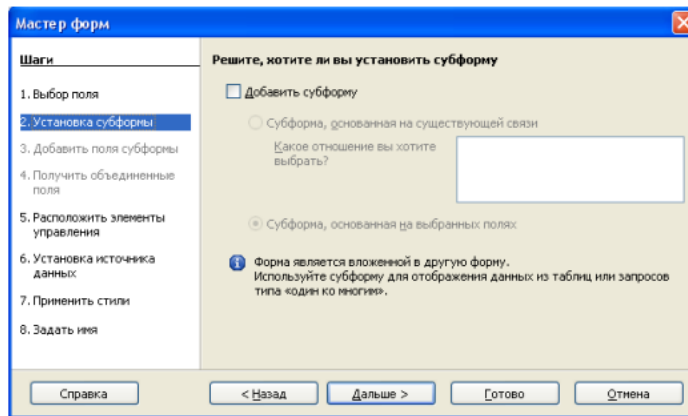 Мастер форм
Шаги
1. Выбор поля
2. Установка субформы
3. Добавить поля субформы
4. Получить объединенные
поля
5. Расположить элементы
управления
6. Установка источника
данных
7. Применить стили
8. Задать имя
Решите, хотите ли вы установить субформу
Добавить субформу
Субформа, основанная на существующей связи
Какое отношение вы хотите
выбрать?
Субформа, основанная на выбранных полях
Форма является вложенной в другую форму.
Используйте субформу для отображения данных из таблиц или запросов
типа «один ко многим».
Справка
< Назад
Дальше >
Готово
Отмена